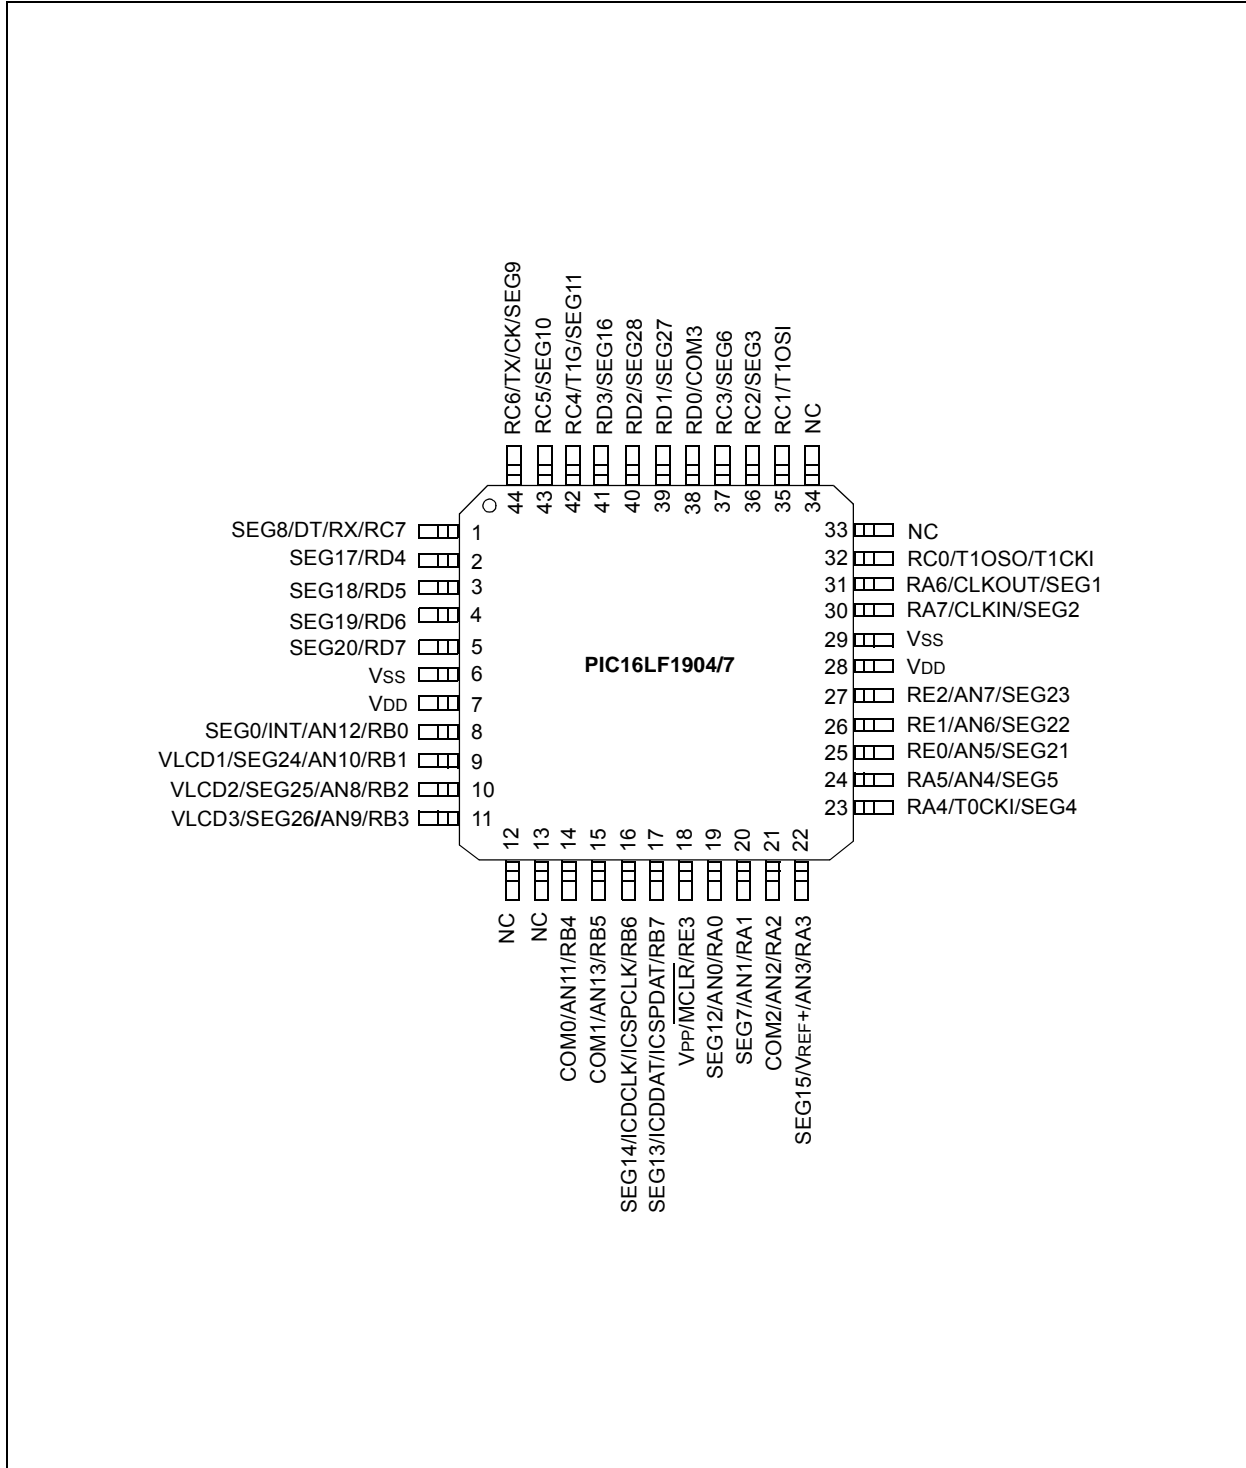 RC6/TX/CK/SEG9
RC5/SEG10
RC4/T1G/SEG11
RD3/SEG16
RD2/SEG28
RD1/SEG27
RD0/COM3
RC3/SEG6
RC2/SEG3
RC1/T1OSI
NC
44
43
42
41
40
39
38
37
36
35
34
SEG8/DT/RX/RC7 1
SEG17/RD4 2
SEG18/RD5 3
SEG19/RD6 4
SEG20/RD7 5
VSS 6
VDD 7
SEG0/INT/AN12/RB0 8
VLCD1/SEG24/AN10/RB1 9
VLCD2/SEG25/AN8/RB2 10
VLCD3/SEG26/AN9/RB3 11
PIC16LF1904/7
33 NC
32 RC0/T1OSO/T1CKI
31 RA6/CLKOUT/SEG1
30 RA7/CLKIN/SEG2
29 VSS
28 VDD
27 RE2/AN7/SEG23
26 RE1/AN6/SEG22
25 RE0/AN5/SEG21
24 RA5/AN4/SEG5
23 RA4/T0CKI/SEG4
12
13
14
15
16
17
18
19
20
21
22
NC
NC
COM0/AN11/RB4
COM1/AN13/RB5
SEG14/ICDCLK/ICSPCLK/RB6
SEG13/ICDDAT/ICSPDAT/RB7
VPP/MCLR/RE3
SEG12/AN0/RA0
SEG7/AN1/RA1
COM2/AN2/RA2
SEG15/VREF+/AN3/RA3